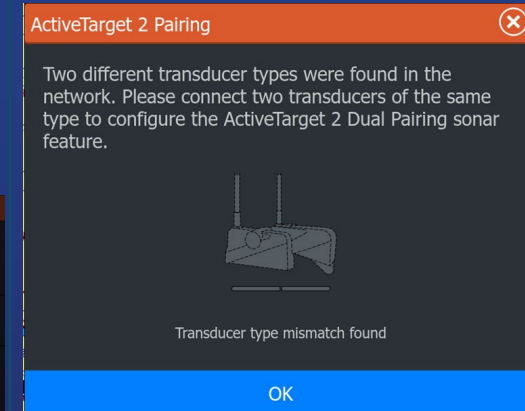 ActiveTarget 2 Pairing
Two different transducer types were found in the
network. Please connect two transducers of the same
type to configure the ActiveTarget 2 Dual Pairing sonar
feature.
Transducer type mismatch found
OK